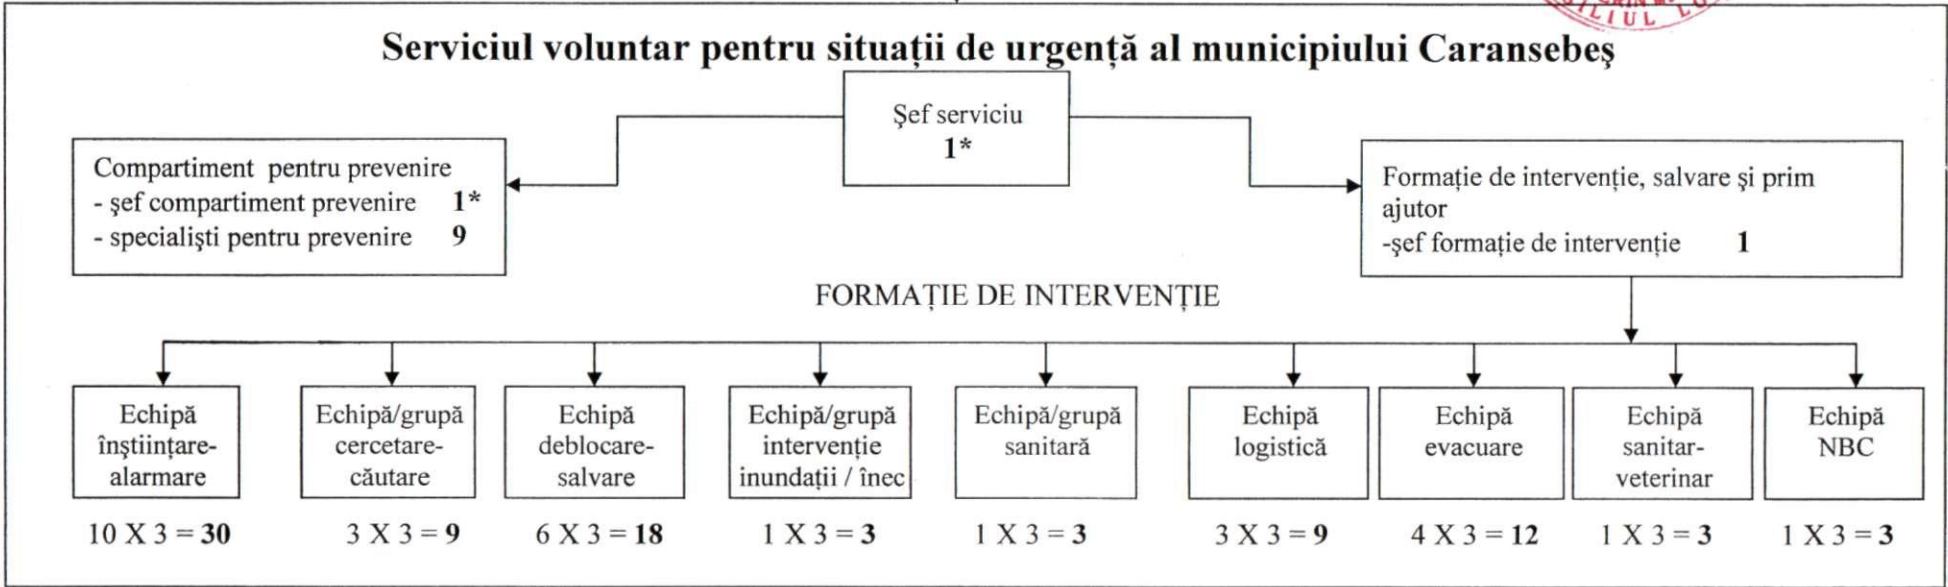 Serviciul voluntar pentru situații de urgență al municipiului Caransebeş
Şef serviciu
1*
Compartiment pentru prevenire
- şef compartiment prevenire 1*
- specialişti pentru prevenire 9
Formație de intervenție, salvare şi prim
ajutor
-şef formație de intervenție 1
FORMAȚIE DE INTERVENȚIE
Echipă
înştiințare-
alarmare
10 X 3 = 30
Echipă/grupă
cercetare-
căutare
3 X 3 = 9
Echipă
deblocare-
salvare
6 X 3 = 18
Echipă/grupă
intervenție
inundații / înec
1 X 3 = 3
Echipă/grupă
sanitară
1 X 3 = 3
Echipă
logistică
3 X 3 = 9
Echipă
evacuare
4 X 3 = 12
Echipă
sanitar-
veterinar
1 X 3 = 3
Echipă
NBC
1 X 3 = 3